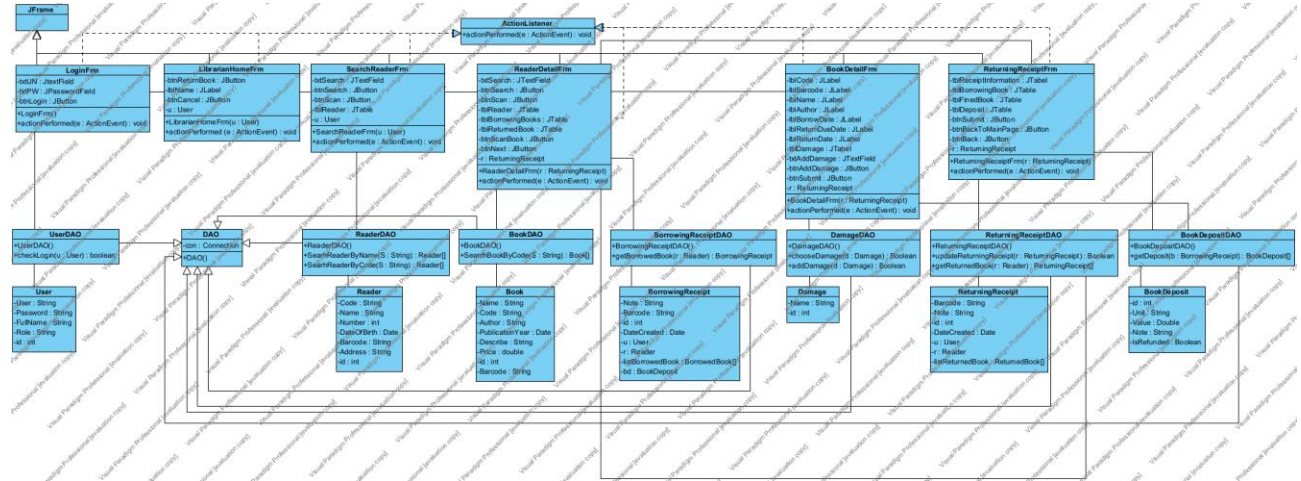 JFrame
ActionListener
+actionPerformed(e : ActionEvent) : void
LoginFrm
-txtUN : JtextField
-txtPW : JPasswordField
-btnLogin : JButton
+LoginFrm()
+actionPerformed(e : ActionEvent) : void
LibrarianHomeFrm
-btnReturnBook : JButton
-lblName : JLabel
-btnCancel : JButton
-u : User
+LibrarianHomeFrm(u : User)
+actionPerformed (e : ActionEvent) : void
SearchReaderFrm
-txtSearch : JTextField
-btnSearch : JButton
-btnScan : JButton
-tblReader : JTable
-u : User
+SearchReaderFrm(u : User)
+actionPerformed(e : ActionEvent) : void
ReaderDetailFrm
-txtSearch : JTextField
-btnSearch : JButton
-btnScan : JButton
-tblReader : JTable
-tblBorrowingBooks : JTable
-tblReturnedBook : JTable
-btnScanBook : JButton
-btnNext : JButton
-r : ReturningReceipt
+ReaderDetailFrm(r : ReturningReceipt)
+actionPerformed(e : ActionEvent) : void
BookDetailFrm
-lblCode : JLabel
-lblBarcode : JLabel
-lblName : JLabel
-lblAuthor : JLabel
-lblBorrowDate : JLabel
-lblReturnDueDate : JLabel
-lblReturnDate : JLabel
-tblDamage : JTabel
-txtAddDamage : JTextField
-btnAddDamage : JButton
-btnSubmt : JButton
-r : ReturningReceipt
+BookDetailFrm(r : ReturningReceipt)
+actionPerformed(e : ActionEvent) : void
ReturningReceiptFrm
-tblReceiptInformation : JTabel
-tblBorrowingBook : JTable
-tblFinedBook : JTable
-tblDeposit : JTable
-btnSubmit : JButton
-btnBackToMainPage : JButton
-btnBack : JButton
-r : ReturningReceipt
+ReturningReceiptFrm(r : ReturningReceipt)
+actionPerformed(e : ActionEvent) : void
UserDAO
+UserDAO()
+checkLogin(u : User) : boolean
DAO
-con : Connection
+DAO()
ReaderDAO
+ReaderDAO()
+SearhReaderByName(S : String) : Reader[]
+SearhReaderByCode(S : String) : Reader[]
BookDAO
+BookDAO()
+SearchBookByCode(S : String) : Book[]
BorrowingReceiptDAO
+BorrowingReceiptDAO()
+getBorrowedBook(r : Reader) : BorrowingReceipt
DamageDAO
+DamageDAO()
+chooseDamage(d : Damage) : Boolean
+addDamage(d : Damage) : Boolean
ReturningReceiptDAO
+ReturningReceiptDAO()
+updateReturningReceipt(r : ReturningReceipt) : Boolean
+getReturnedBook(r : Reader) : ReturningReceipt[]
BookDepositDAO
+BookDepositDAO()
+getDeposit(b : BorrowingReceipt) : BookDeposit[]
User
-User : String
-Password : String
-FullName : String
-Role : String
-id : int
Reader
-Code : String
-Name : String
-Number : int
-DateOfBirth : Date
-Barcode : String
-Address : String
-id : int
Book
-Name : String
-Code : String
-Author : String
-PublicationYear : Date
-Describe : String
-Price : double
-id : int
-Barcode : String
BorrowingReceipt
-Note : String
-Barcode : String
-id : int
-DateCreated : Date
-u : User
-r : Reader
-listBorrowedBook : BorrowedBook[]
-bd : BookDeposit
Damage
-Name : String
-id : int
ReturningReceipt
-Barcode : String
-Note : String
-id : int
-DateCreated : Date
-u : User
-r : Reader
-listReturnedBook : ReturnedBook[]
BookDeposit
-id : int
-Unit : String
-Value : Double
-Note : String
-IsRefunded : Boolean
Visual Paradigm Professional [evaluation copy]